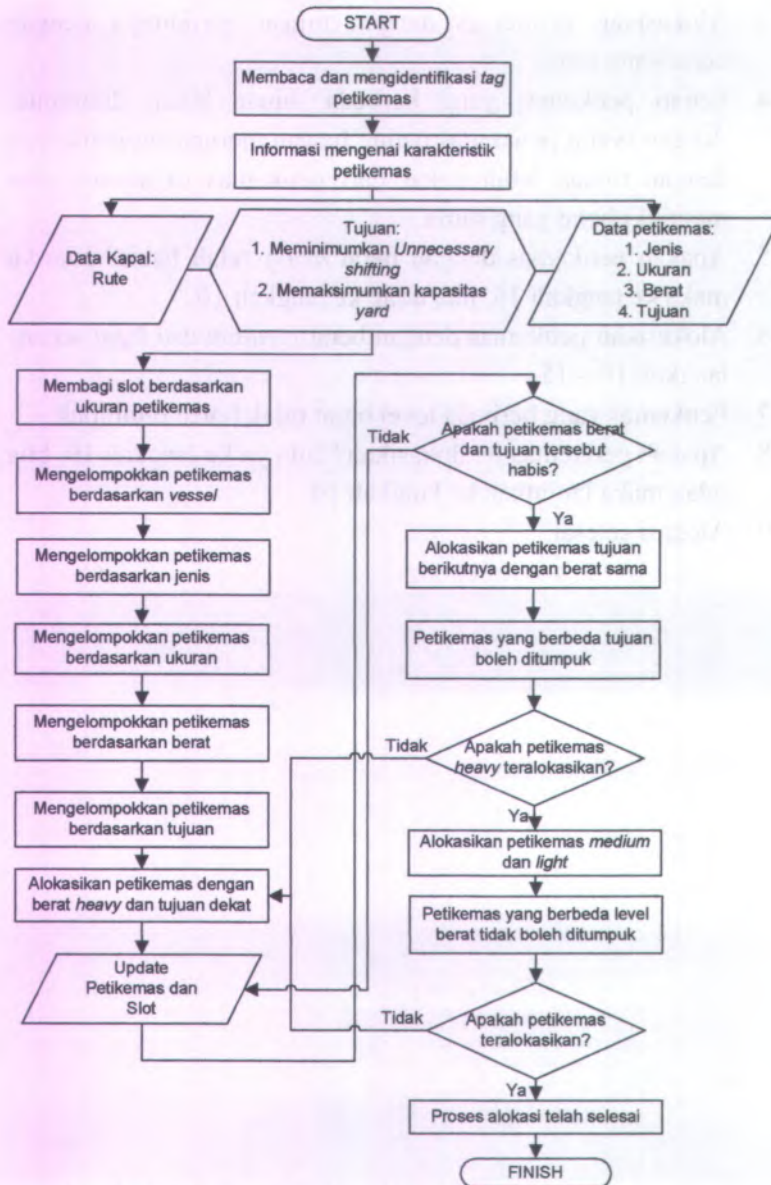 START
Membaca dan mengidentifikasi tag
petikemas
Informasi mengenai karakteristik
petikemas
Data Kapal:
Rute
Tujuan:
1. Meminimumkan Unnecessary
shifting
2. Memaksimumkan kapasitas
yard
Data petikemas:
1. Jenis
2. Ukuran
3. Berat
4. Tujuan
Membagi slot berdasarkan
ukuran petikemas
Mengelompokkan petikemas
berdasarkan vessel
Mengelompokkan petikemas
berdasarkan jenis
Mengelompokkan petikemas
berdasarkan ukuran
Mengelompokkan petikemas
berdasarkan berat
Mengelompokkan petikemas
berdasarkan tujuan
Alokasikan petikemas dengan
berat heavy dan tujuan dekat
Update
Petikemas dan
Slot
Apakah petikemas berat
dan tujuan tersebut
habis?
Tidak
Ya
Alokasikan petikemas tujuan
berikutnya dengan berat sama
Petikemas yang berbeda tujuan
boleh ditumpuk
Apakah petikemas
heavy teralokasikan?
Tidak
Ya
Alokasikan petikemas medium
dan light
Petikemas yang berbeda level
berat tidak boleh ditumpuk
Apakah petikemas
teralokasikan?
Tidak
Ya
Proses alokasi telah selesai
FINISH